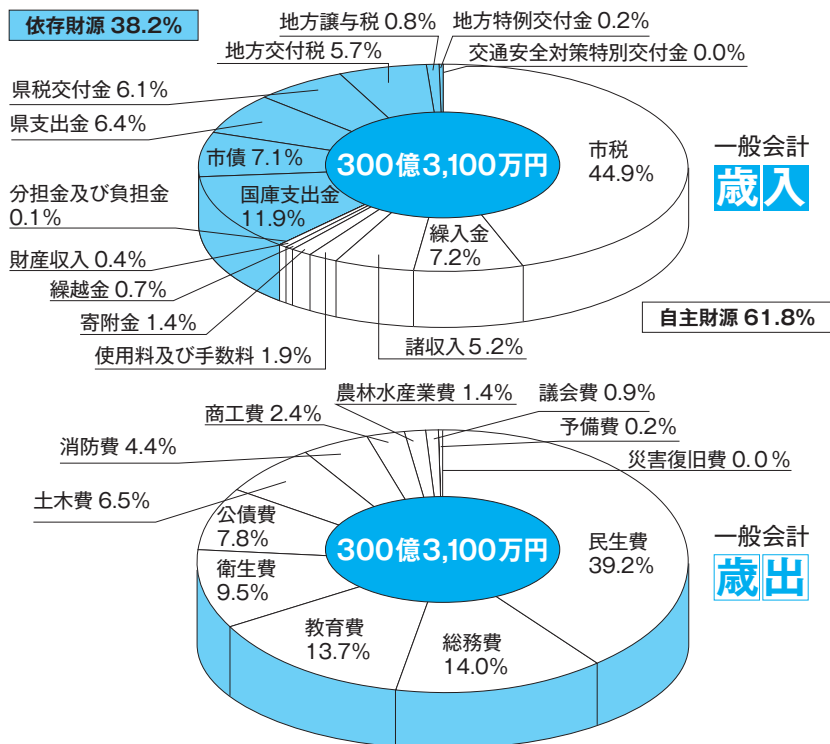 依存財源 38.2%
地方譲与税 0.8%
地方特例交付金 0.2%
地方交付税 5.7%
交通安全対策特別交付金 0.0%
県税交付金 6.1%
県支出金 6.4%
市債 7.1%
300億3,100万円
市税
44.9%
一般会計
歳入
分担金及び負担金
0.1%
国庫支出金
11.9%
繰入金
7.2%
財産収入 0.4%
繰越金 0.7%
自主財源 61.8%
寄附金 1.4%
使用料及び手数料 1.9%
諸収入 5.2%
農林水産業費 1.4%
議会費 0.9%
商工費 2.4%
予備費 0.2%
消防費 4.4%
災害復旧費 0.0%
土木費 6.5%
公債費
7.8%
300億3,100万円
民生費
39.2%
一般会計
歳出
衛生費
9.5%
教育費
13.7%
総務費
14.0%